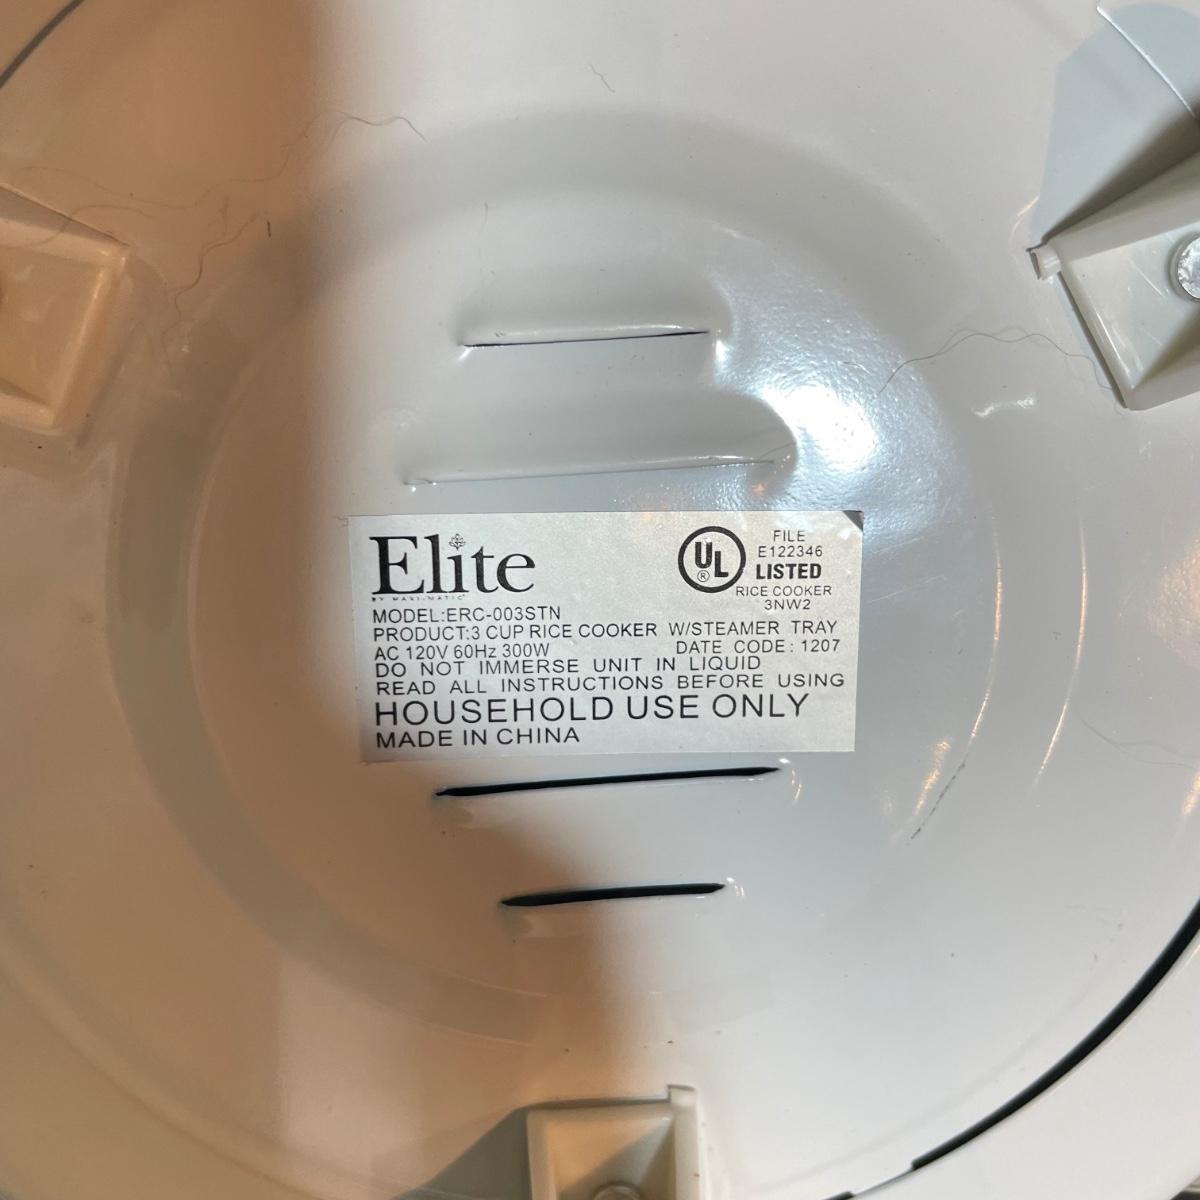 Elite
BY MAXI-MATIC
UL
®
FILE
E122346
LISTED
RICE COOKER
3NW2
MODEL:ERC-003STN
PRODUCT:3 CUP RICE COOKER W/STEAMER TRAY
AC 120V 60Hz 300W DATE CODE: 1207
DO NOT IMMERSE UNIT IN LIQUID
READ ALL INSTRUCTIONS BEFORE USING
HOUSEHOLD USE ONLY
MADE IN CHINA